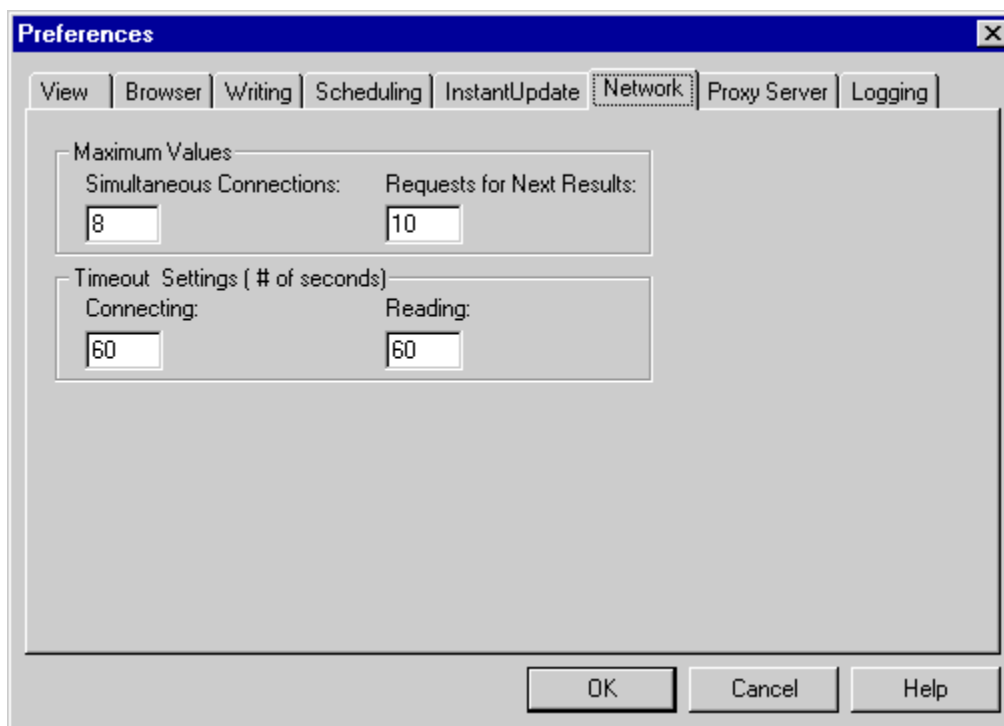 Preferences
View Browser Writing Scheduling InstantUpdate Network Proxy Server Logging
Maximum Values
Simultaneous Connections: Requests for Next Results:
8 10
Timeout  Settings ( # of seconds)
Connecting: Reading:
60 60
OK Cancel Help